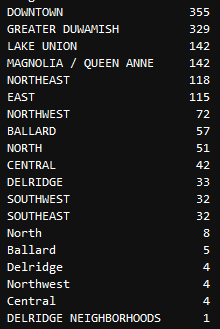 DOWNTOWN 355
GREATER DUWAMISH 329
LAKE UNION 142
MAGNOLIA / QUEEN ANNE 142
NORTHEAST 118
EAST 115
NORTHWEST 72
BALLARD 57
NORTH 51
CENTRAL 42
DELRIDGE 33
SOUTHWEST 32
SOUTHEAST 32
North 8
Ballard 5
Delridge 4
Northwest 4
Central 4
DELRIDGE NEIGHBORHOODS 1